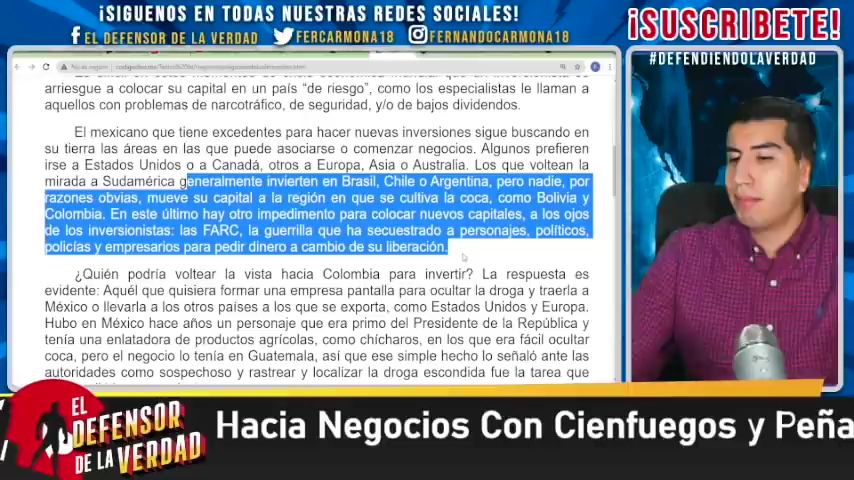 ¡SIGUENOS EN TODAS NUESTRAS REDES SOCIALES!
EL DEFENSOR DE LA VERDAD
FERCARMONA18
FERNANDOCARMONA18
¡SUSCRIBETE!
#DEFENDIENDOLAVERDAD
arriesgue a colocar su capital en un país “de riesgo”, como los especialistas le llaman a
aquellos con problemas de narcotráfico, de seguridad, y/o de bajos dividendos.
El mexicano que tiene excedentes para hacer nuevas inversiones sigue buscando en
su tierra las áreas en las que puede asociarse o comenzar negocios. Algunos prefieren
irse a Estados Unidos o a Canadá, otros a Europa, Asia o Australia. Los que voltean la
mirada a Sudamérica generalmente invierten en Brasil, Chile o Argentina, pero nadie, por
razones obvias, mueve su capital a la región en que se cultiva la coca, como Bolivia y
Colombia. En este último hay otro impedimento para colocar nuevos capitales, a los ojos
de los inversionistas: las FARC, la guerrilla que ha secuestrado a personajes, políticos,
policías y empresarios para pedir dinero a cambio de su liberación.
¿Quién podría voltear la vista hacia Colombia para invertir? La respuesta es
evidente: Aquél que quisiera formar una empresa pantalla para ocultar la droga y traerla a
México o llevarla a los otros países a los que se exporta, como Estados Unidos y Europa.
Hubo en México hace años un personaje que era primo del Presidente de la República y
tenía una enlatadora de productos agrícolas, como chícharos, en los que era fácil ocultar
coca, pero el negocio lo tenía en Guatemala, así que ese simple hecho lo señaló ante las
autoridades como sospechoso y rastrear y localizar la droga escondida fue la tarea que
EL
DEFENSOR
DE LA VERDAD
Hacia Negocios Con Cienfuegos y Peña